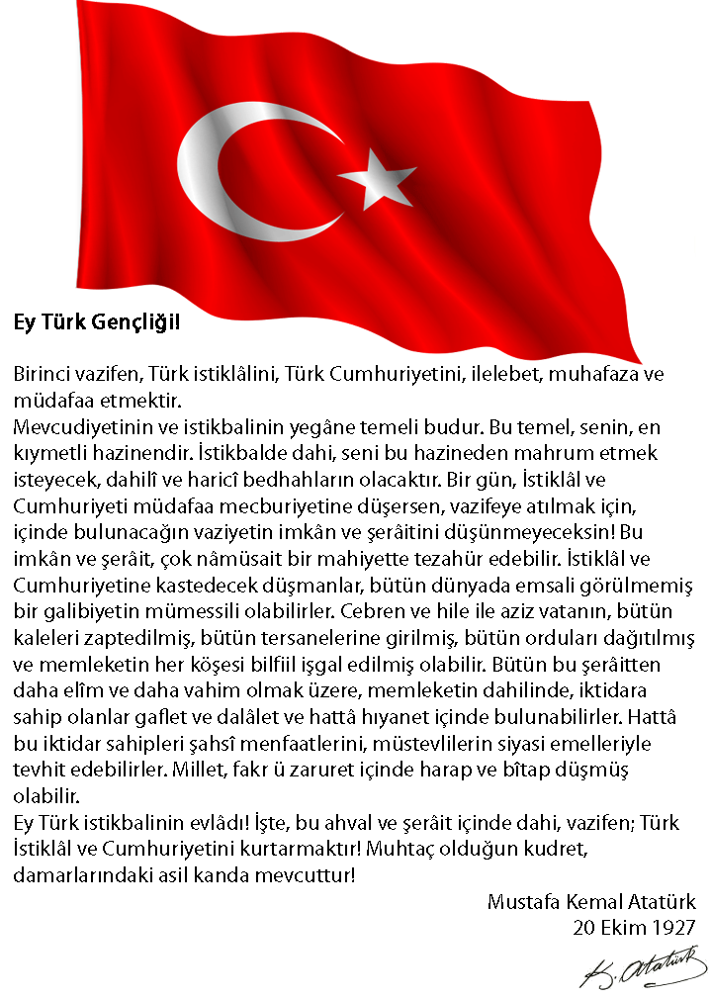 Ey Türk Gençliği!
Birinci vazifen, Türk istiklâlini, Türk Cumhuriyetini, ilelebet, muhafaza ve
müdafaa etmektir.
Mevcudiyetinin ve istikbalinin yegâne temeli budur. Bu temel, senin, en
kıymetli hazinendir. İstikbalde dahi, seni bu hazineden mahrum etmek
isteyecek, dahilî ve haricî bedhahların olacaktır. Bir gün, İstiklâl ve
Cumhuriyeti müdafaa mecburiyetine düşersen, vazifeye atılmak için,
içinde bulunacağın vaziyetin imkân ve şerâitini düşünmeyeceksin! Bu
imkân ve şerâit, çok nâmüsait bir mahiyette tezahür edebilir. İstiklâl ve
Cumhuriyetine kastedecek düşmanlar, bütün dünyada emsali görülmemiş
bir galibiyetin mümessili olabilirler. Cebren ve hile ile aziz vatanın, bütün
kaleleri zaptedilmiş, bütün tersanelerine girilmiş, bütün orduları dağıtılmış
ve memleketin her köşesi bilfiil işgal edilmiş olabilir. Bütün bu şerâitten
daha elîm ve daha vahim olmak üzere, memleketin dahilinde, iktidara
sahip olanlar gaflet ve dalâlet ve hattâ hıyanet içinde bulunabilirler. Hattâ
bu iktidar sahipleri şahsî menfaatlerini, müstevlilerin siyasi emelleriyle
tevhit edebilirler. Millet, fakr ü zaruret içinde harap ve bîtap düşmüş
olabilir.
Ey Türk istikbalinin evlâdı! İşte, bu ahval ve şerâit içinde dahi, vazifen; Türk
İstiklâl ve Cumhuriyetini kurtarmaktır! Muhtaç olduğun kudret,
damarlarındaki asil kanda mevcuttur!
Mustafa Kemal Atatürk
20 Ekim 1927
K. Atatürk